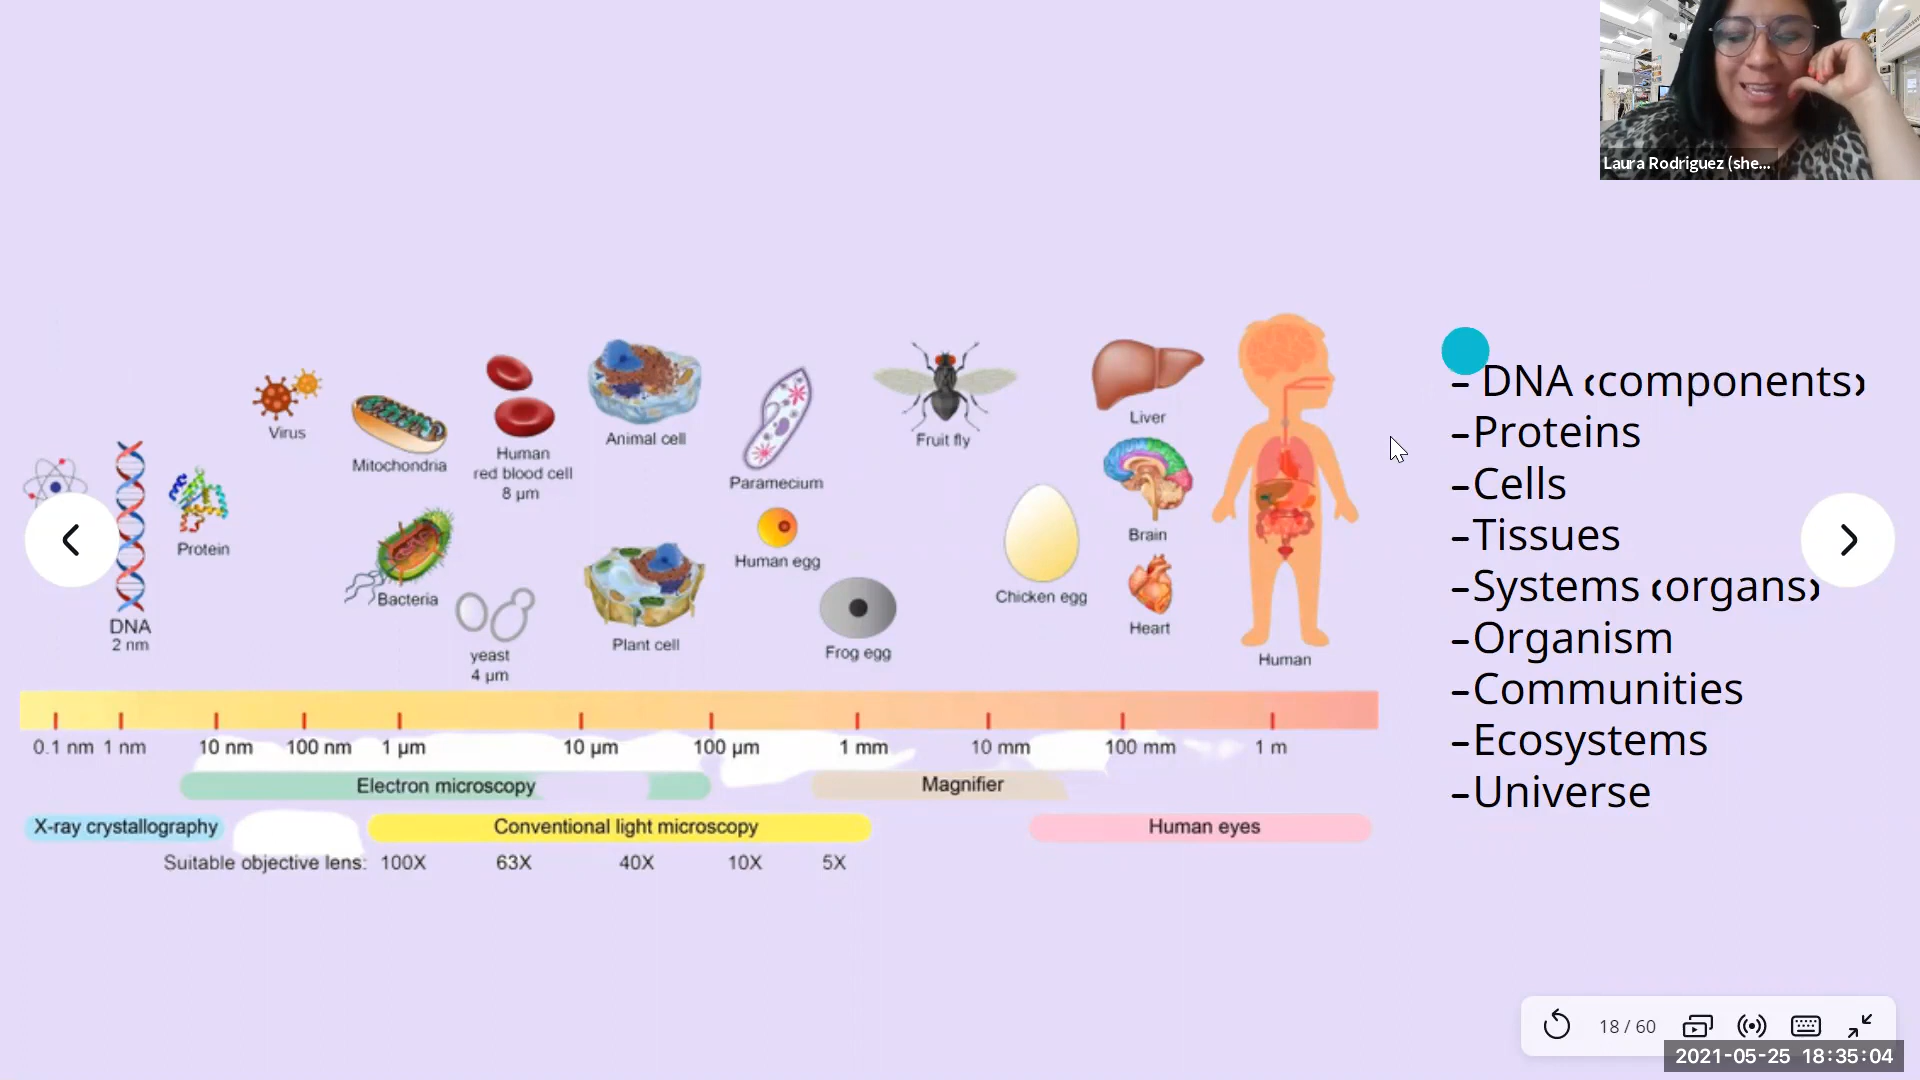 Laura Rodriguez (she...
Virus
Mitochondria
Human
red blood cell
8 µm
Animal cell
Paramecium
Fruit fly
Liver
Brain
Heart
Human
DNA
2 nm
Protein
Bacteria
yeast
4 µm
Plant cell
Human egg
Frog egg
Chicken egg
0.1 nm 1 nm 10 nm 100 nm 1 µm 10 µm 100 µm 1 mm 10 mm 100 mm 1 m
Electron microscopy Magnifier
X-ray crystallography Conventional light microscopy Human eyes
Suitable objective lens: 100X 63X 40X 10X 5X
- DNA (components)
-Proteins
-Cells
-Tissues
-Systems (organs)
-Organism
-Communities
-Ecosystems
-Universe
18 / 60
2021-05-25 18:35:04